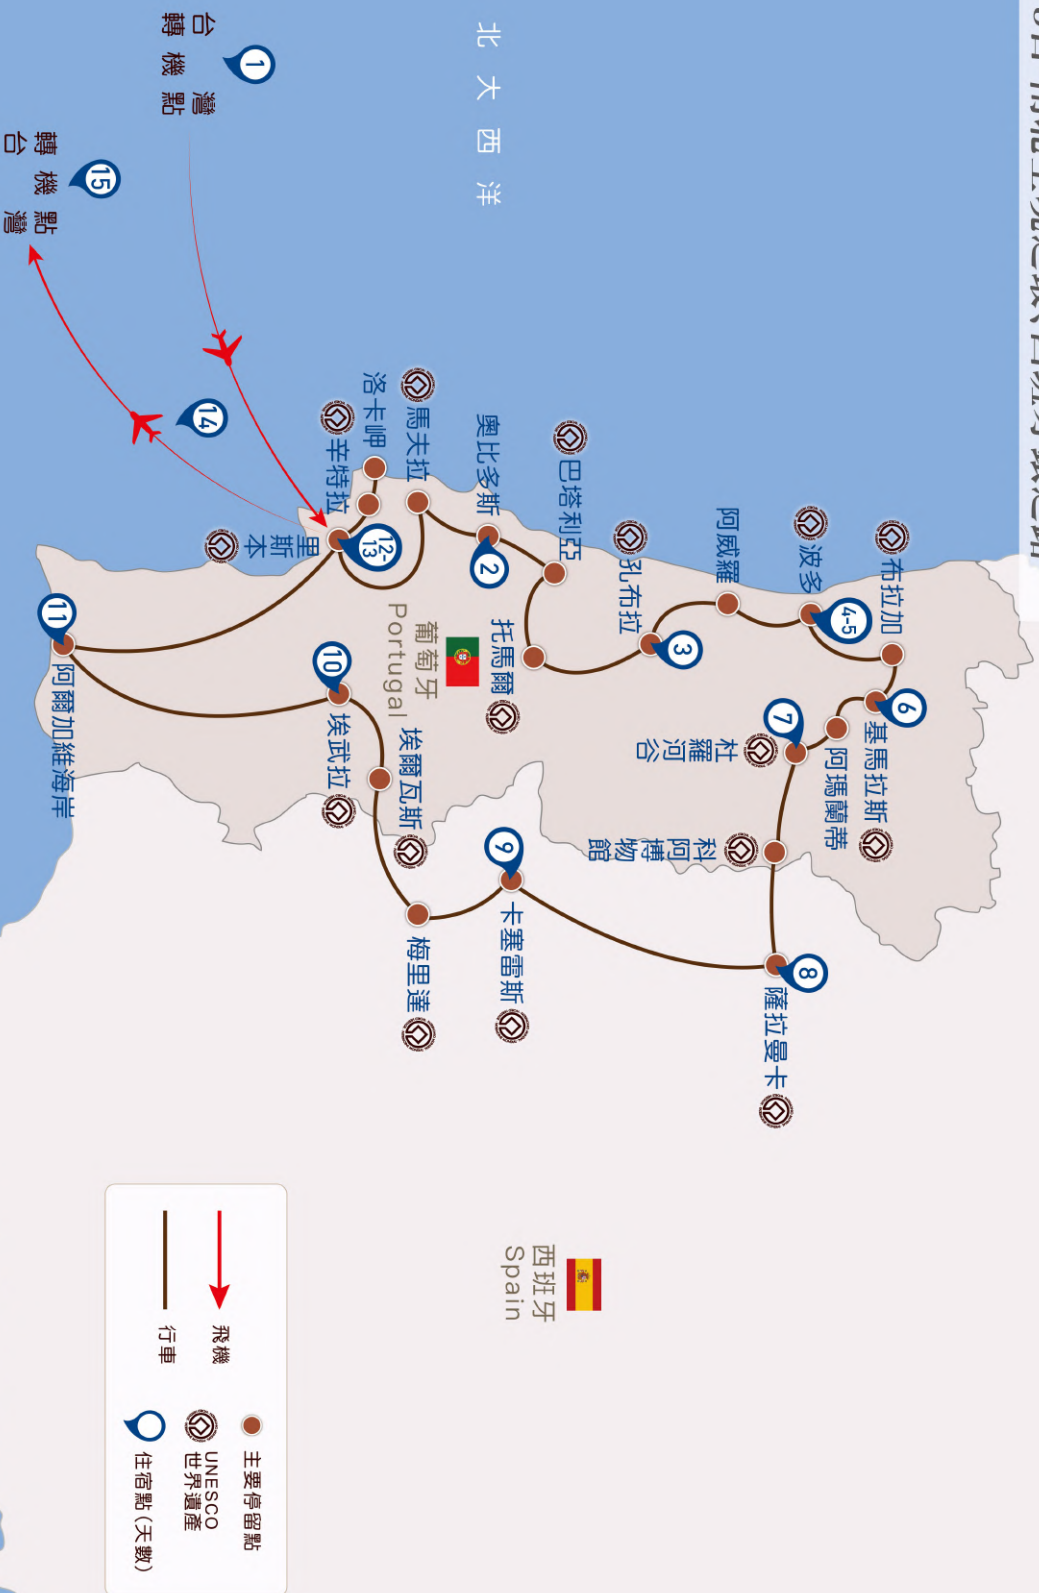 北大西洋
1
台灣
轉機點
15
轉機點
台灣
14
洛卡岬
馬夫拉
辛特拉
里斯本
12-13
奧比多斯
2
巴塔利亞
托馬爾
孔布拉
3
阿威羅
波多
4-5
布拉加
6
基馬拉斯
阿瑪蘭蒂
7
杜羅河谷
科阿博物館
8
薩拉曼卡
9
卡塞雷斯
梅里達
埃爾瓦斯
10
埃武拉
11
阿爾加維海岸
葡萄牙
Portugal
西班牙
Spain
飛機
行車
主要停留點
UNESCO
世界遺產
住宿點(天數)